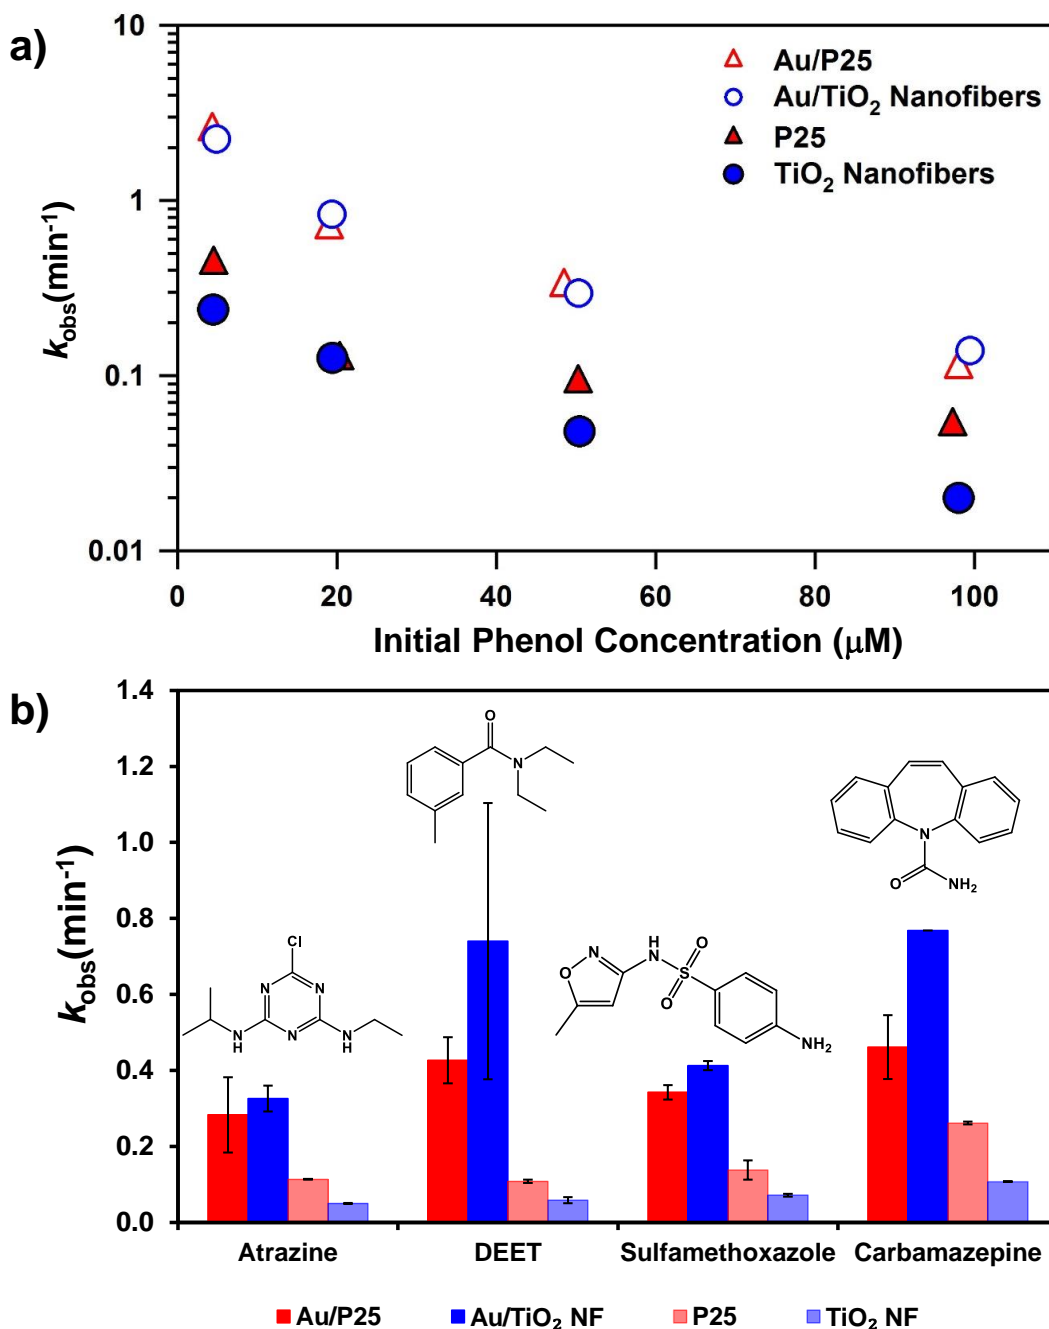 a)
10
1
0.1
0.01
k_obs(min⁻¹)
Au/P25
Au/TiO₂ Nanofibers
P25
TiO₂ Nanofibers
0 20 40 60 80 100
Initial Phenol Concentration (μM)
b)
1.4
1.2
1.0
0.8
0.6
0.4
0.2
0.0
k_obs(min⁻¹)
Cl
N N
N
N
H
N
H
O
N
O
N
H
N
S
O
O
NH₂
N
O
NH₂
Atrazine DEET Sulfamethoxazole Carbamazepine
Au/P25 Au/TiO₂ NF P25 TiO₂ NF